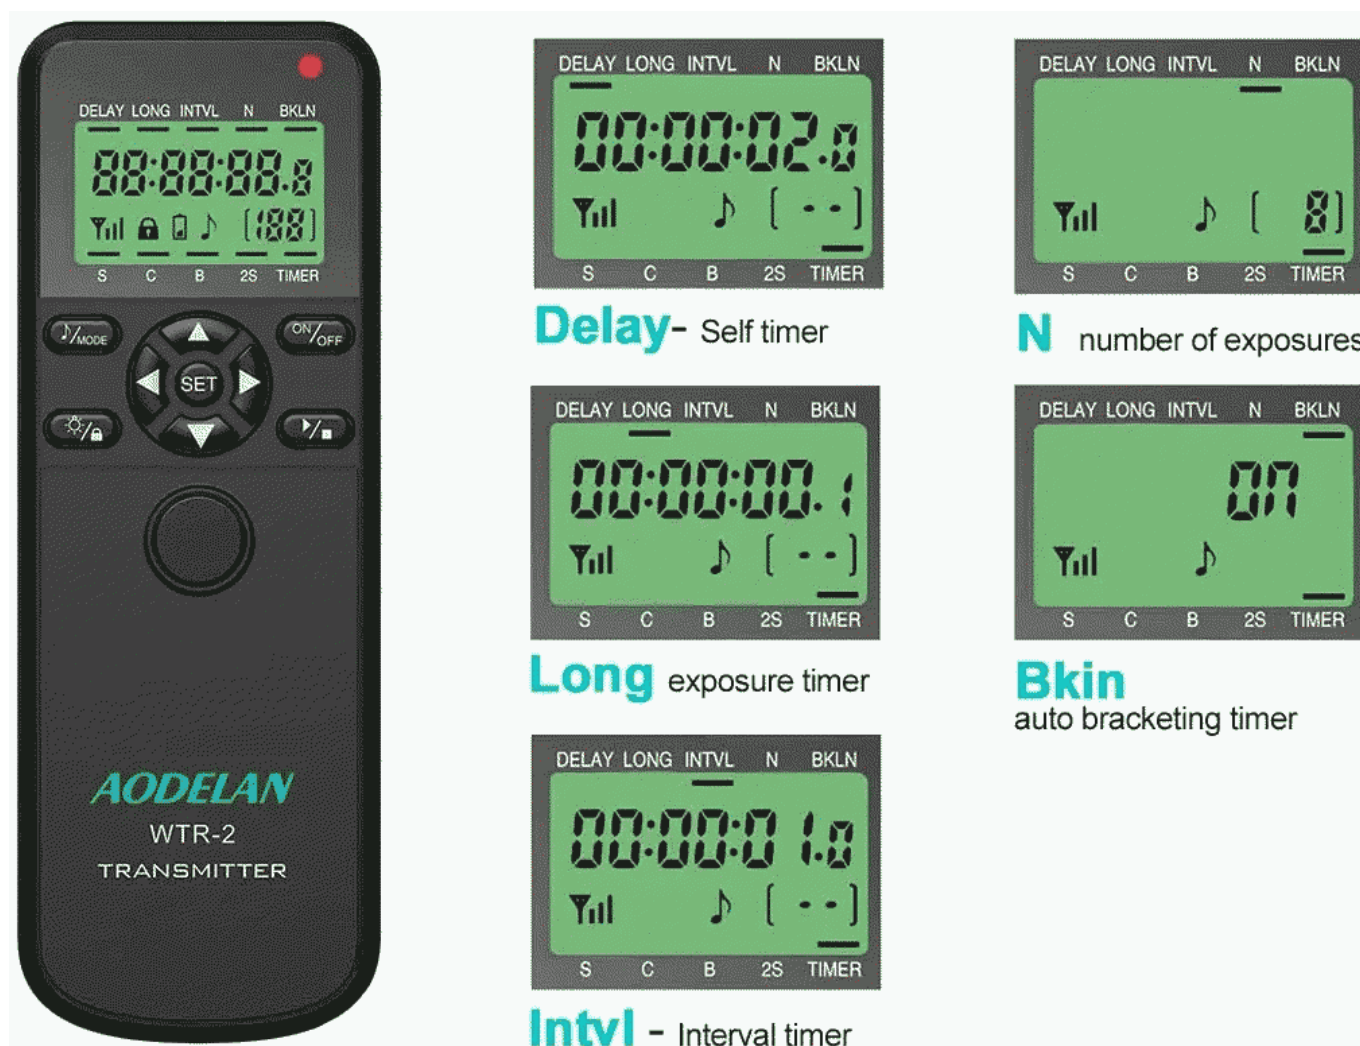 DELAY LONG INTVL N BKLN
88:88:88.8
[188]
S C B 2S TIMER
♪/MODE
ON/OFF
SET
AODELAN
WTR-2
TRANSMITTER
DELAY LONG INTVL N BKLN
00:00:02.0
[--]
S C B 2S TIMER
Delay- Self timer
DELAY LONG INTVL N BKLN
00:00:00.1
[--]
S C B 2S TIMER
Long exposure timer
DELAY LONG INTVL N BKLN
00:00:01.0
[--]
S C B 2S TIMER
Intvl - Interval timer
DELAY LONG INTVL N BKLN
[ 8]
S C B 2S TIMER
N number of exposures
DELAY LONG INTVL N BKLN
on
S C B 2S TIMER
Bkin
auto bracketing timer